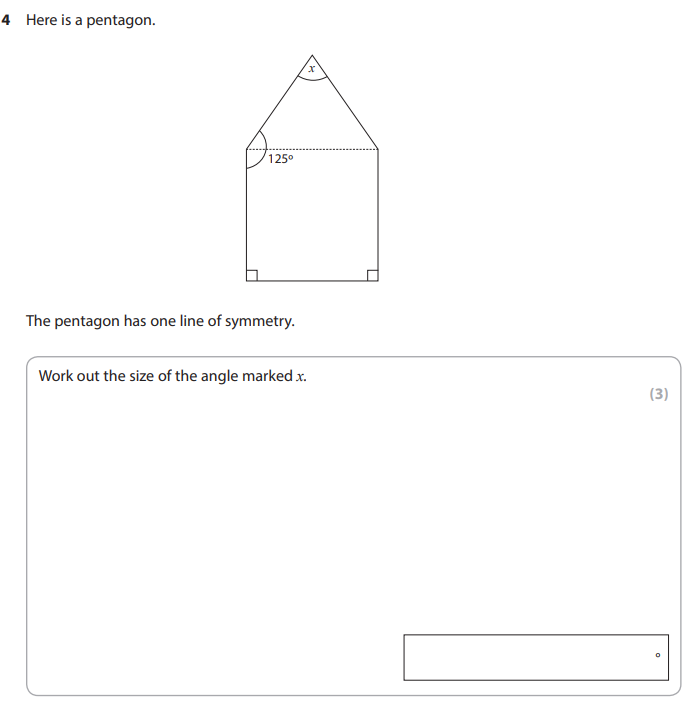 4 Here is a pentagon.
x
125º
The pentagon has one line of symmetry.
Work out the size of the angle marked x.
(3)
º